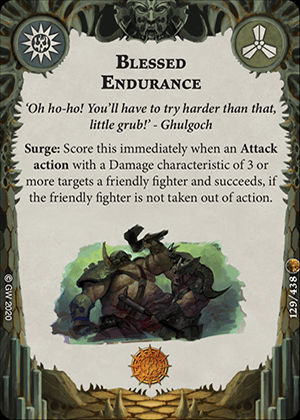 BLESSED
ENDURANCE
'Oh ho-ho! You'll have to try harder than that,
little grub!' - Ghulgoch
Surge: Score this immediately when an Attack
action with a Damage characteristic of 3 or
more targets a friendly fighter and succeeds, if
the friendly fighter is not taken out of action.
© GW 2020
129/438